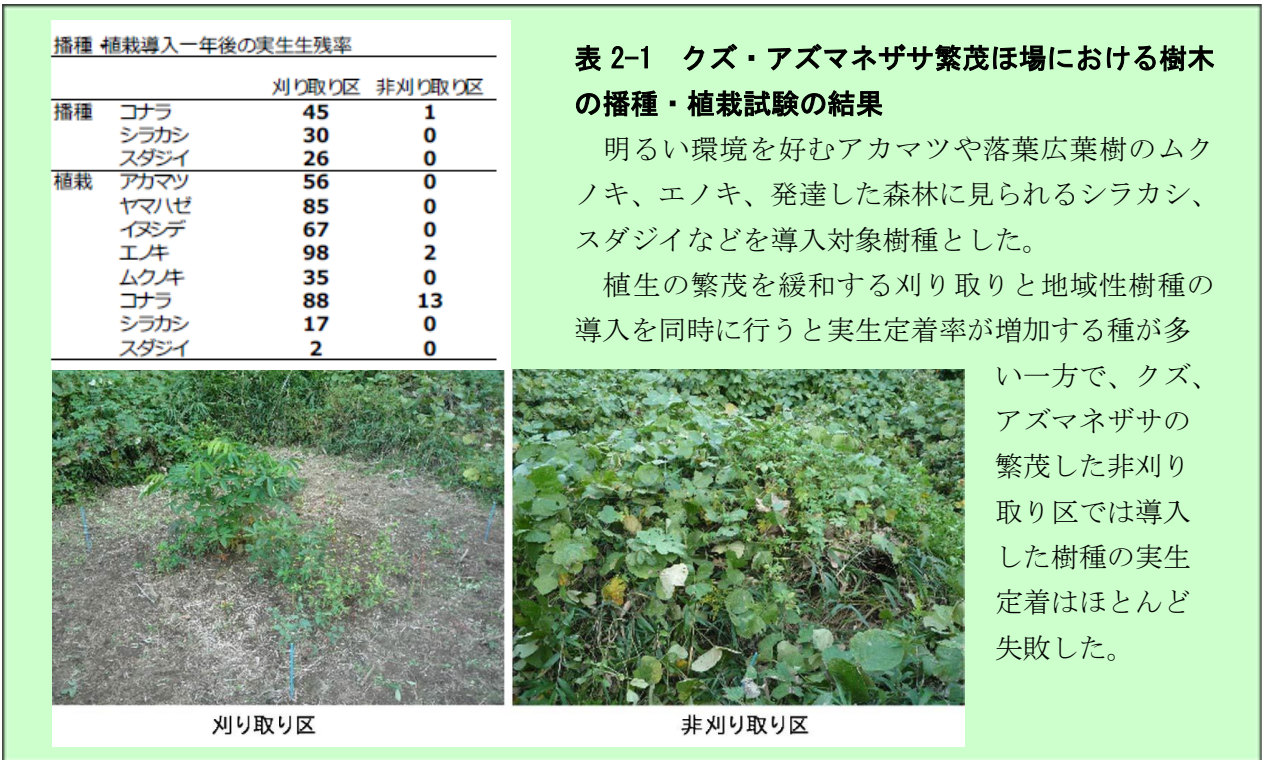 播種・植栽導入一年後の実生生残率
刈り取り区 非刈り取り区
播種 コナラ 45 1
シラカシ 30 0
スダジイ 26 0
植栽 アカマツ 56 0
ヤマハゼ 85 0
イヌシデ 67 0
エノキ 98 2
ムクノキ 35 0
コナラ 88 13
シラカシ 17 0
スダジイ 2 0
表 2-1 クズ・アズマネザサ繁茂ほ場における樹木
の播種・植栽試験の結果
明るい環境を好むアカマツや落葉広葉樹のムク
ノキ、エノキ、発達した森林に見られるシラカシ、
スダジイなどを導入対象樹種とした。
植生の繁茂を緩和する刈り取りと地域性樹種の
導入を同時に行うと実生定着率が増加する種が多
い一方で、クズ、
アズマネザサの
繁茂した非刈り
取り区では導入
した樹種の実生
定着はほとんど
失敗した。
刈り取り区
非刈り取り区